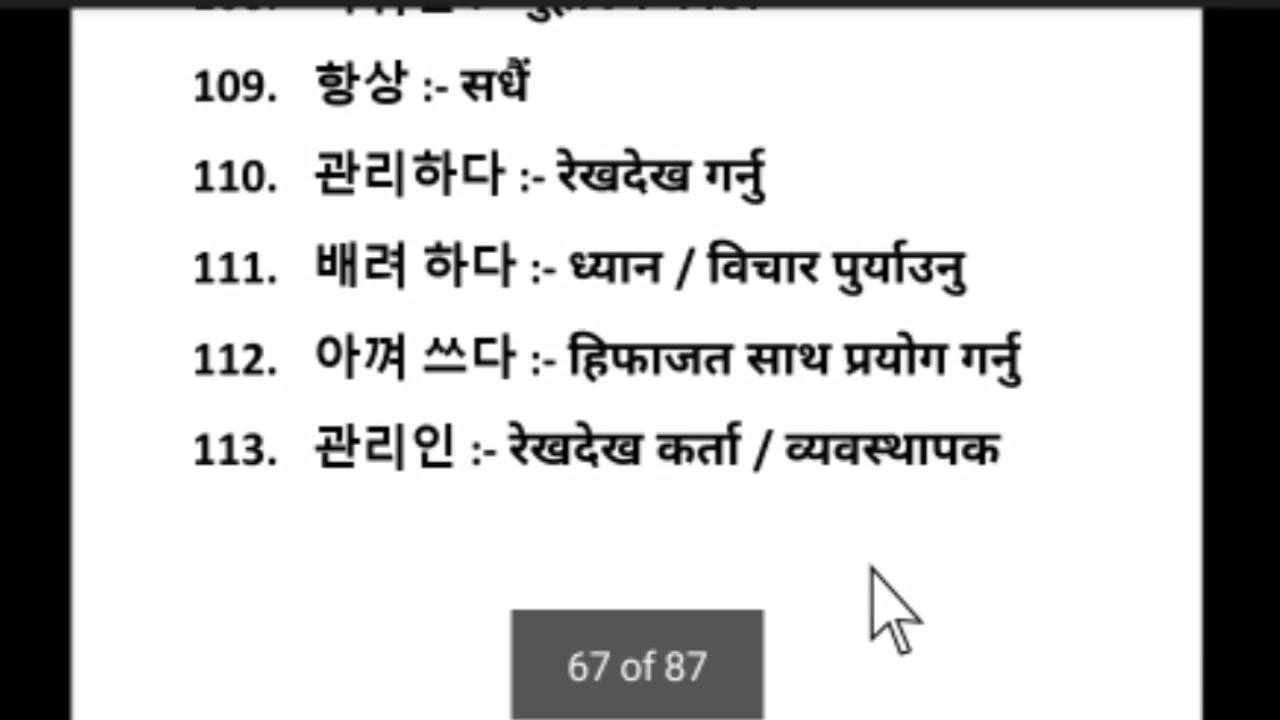 109. 항상 :- सधैं
110. 관리하다 :- रेखदेख गर्नु
111. 배려 하다 :- ध्यान / विचार पुर्याउनु
112. 아껴 쓰다 :- हिफाजत साथ प्रयोग गर्नु
113. 관리인 :- रेखदेख कर्ता / व्यवस्थापक
67 of 87